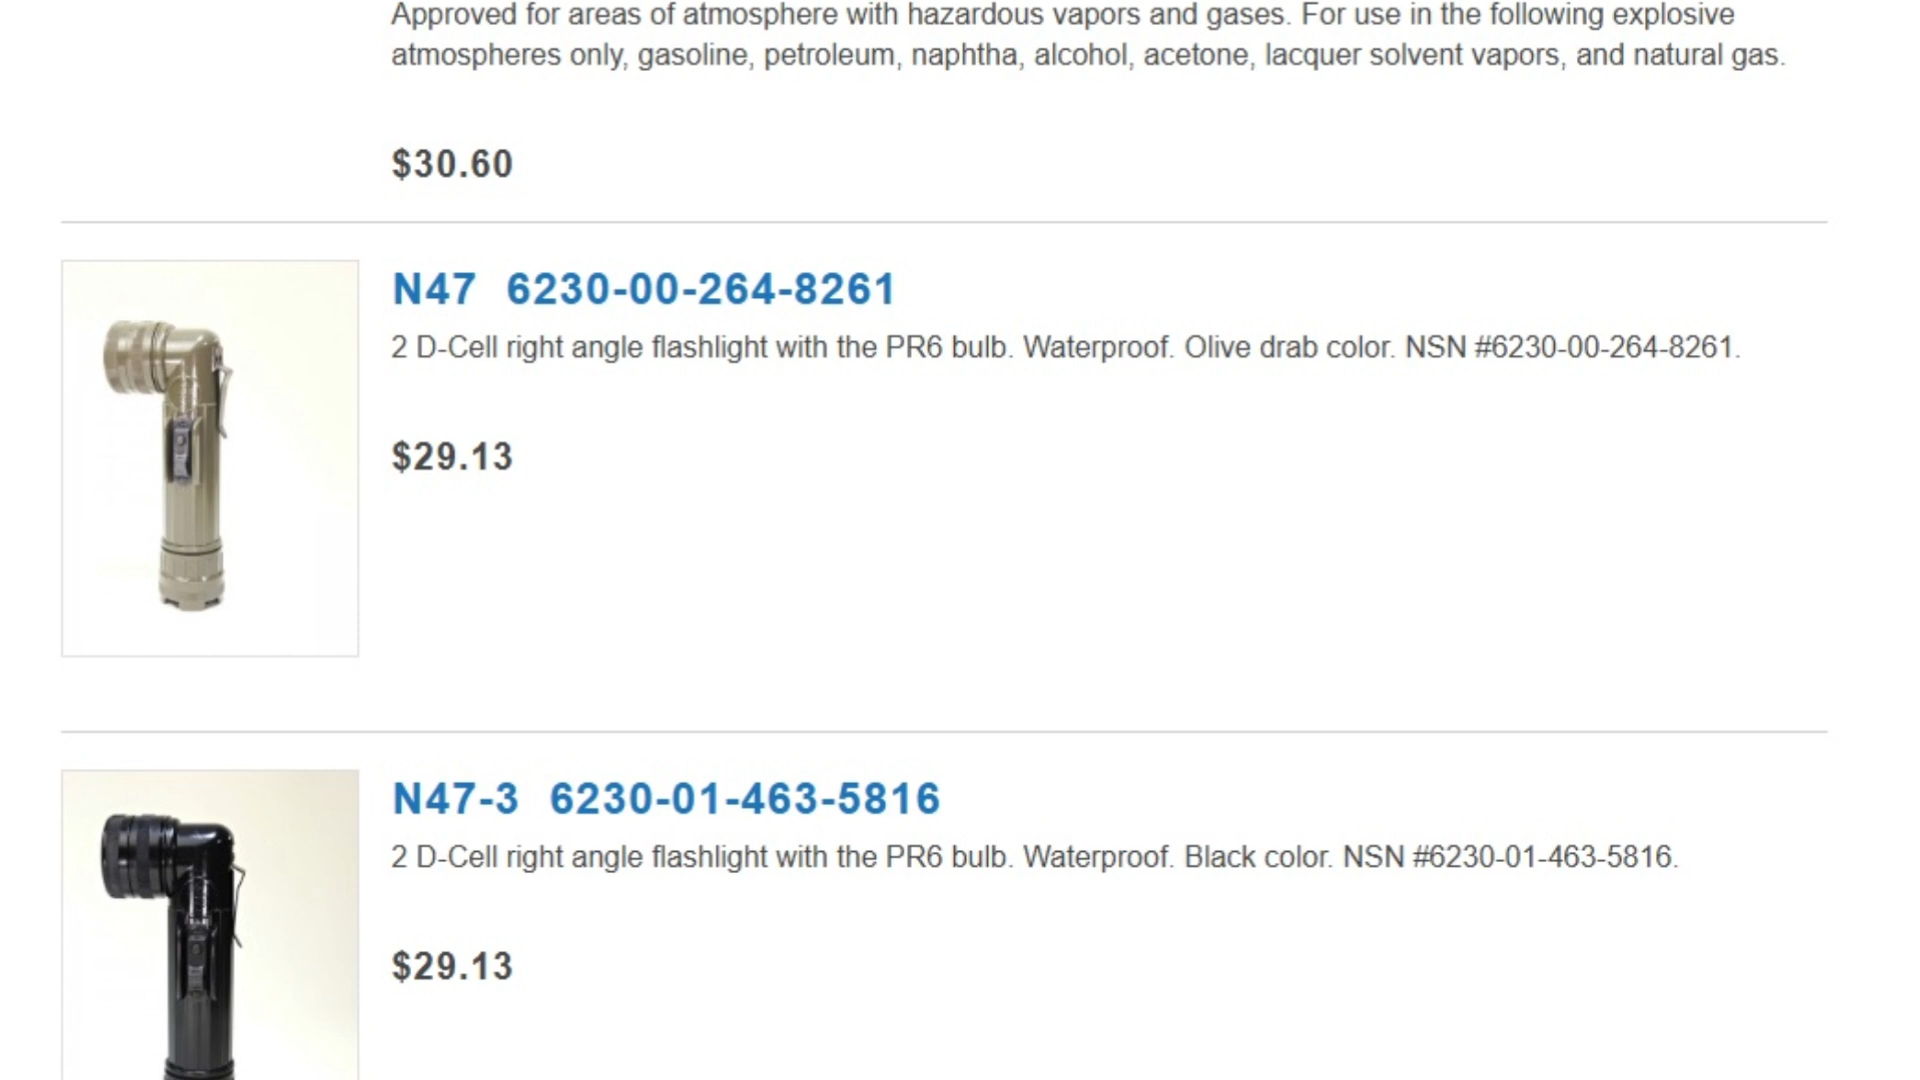 Approved for areas of atmosphere with hazardous vapors and gases. For use in the following explosive
atmospheres only, gasoline, petroleum, naphtha, alcohol, acetone, lacquer solvent vapors, and natural gas.
$30.60
N47 6230-00-264-8261
2 D-Cell right angle flashlight with the PR6 bulb. Waterproof. Olive drab color. NSN #6230-00-264-8261.
$29.13
N47-3 6230-01-463-5816
2 D-Cell right angle flashlight with the PR6 bulb. Waterproof. Black color. NSN #6230-01-463-5816.
$29.13